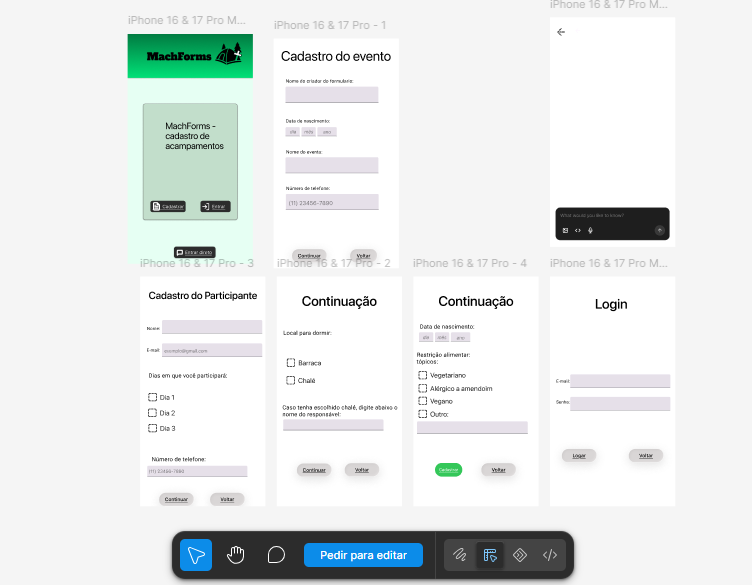 iPhone 16 & 17 Pro M...
MachForms
MachForms -
cadastro de
acampamentos
Cadastrar
Entrar
Entrar direto
iPhone 16 & 17 Pro - 1
Cadastro do evento
Nome do criador do formulario:
Data de nascimento:
dia mês ano
Nome do evento:
Número de telefone:
(11) 23456-7890
Continuar
Voltar
iPhone 16 & 17 Pro M...
What would you like to know?
iPhone 16 & 17 Pro - 3
Cadastro do Participante
Nome:
E-mail:
exemplo@gmail.com
Dias em que você participará:
Dia 1
Dia 2
Dia 3
Número de telefone:
(11) 23456-7890
Continuar
Voltar
iPhone 16 & 17 Pro - 2
Continuação
Local para dormir:
Barraca
Chalé
Caso tenha escolhido chalé, digite abaixo o
nome do responsável:
Continuar
Voltar
iPhone 16 & 17 Pro - 4
Continuação
Data de nascimento:
dia mês ano
Restrição alimentar:
tópicos:
Vegetariano
Alérgico a amendoim
Vegano
Outro:
Cadastrar
Voltar
iPhone 16 & 17 Pro M...
Login
E-mail:
Senha:
Logar
Voltar
Pedir para editar